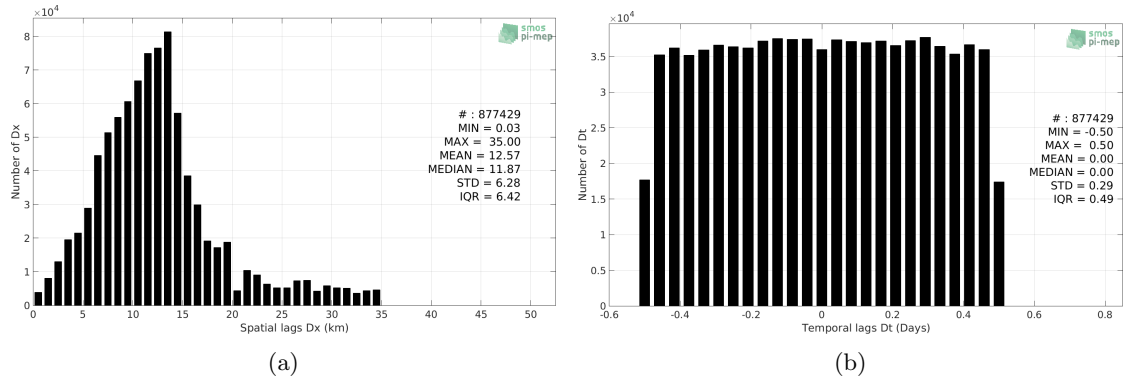 ×10⁴
8
7
6
5
4
3
2
1
0
Number of Dx
smos
pi-mep
# : 877429
MIN = 0.03
MAX = 35.00
MEAN = 12.57
MEDIAN = 11.87
STD = 6.28
IQR = 6.42
0 5 10 15 20 25 30 35 40 45 50
Spatial lags Dx (km)
(a)
×10⁴
3.5
3
2.5
2
1.5
1
0.5
0
Number of Dt
smos
pi-mep
# : 877429
MIN = -0.50
MAX = 0.50
MEAN = 0.00
MEDIAN = 0.00
STD = 0.29
IQR = 0.49
-0.6 -0.4 -0.2 0 0.2 0.4 0.6 0.8
Temporal lags Dt (Days)
(b)